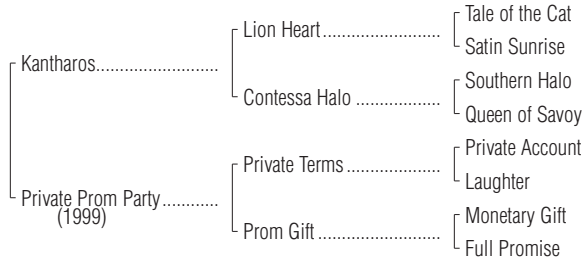 Tale of the Cat
Lion Heart
Satin Sunrise
Kantharos
Southern Halo
Contessa Halo
Queen of Savoy
Private Account
Private Terms
Laughter
Private Prom Party
(1999)
Monetary Gift
Prom Gift
Full Promise